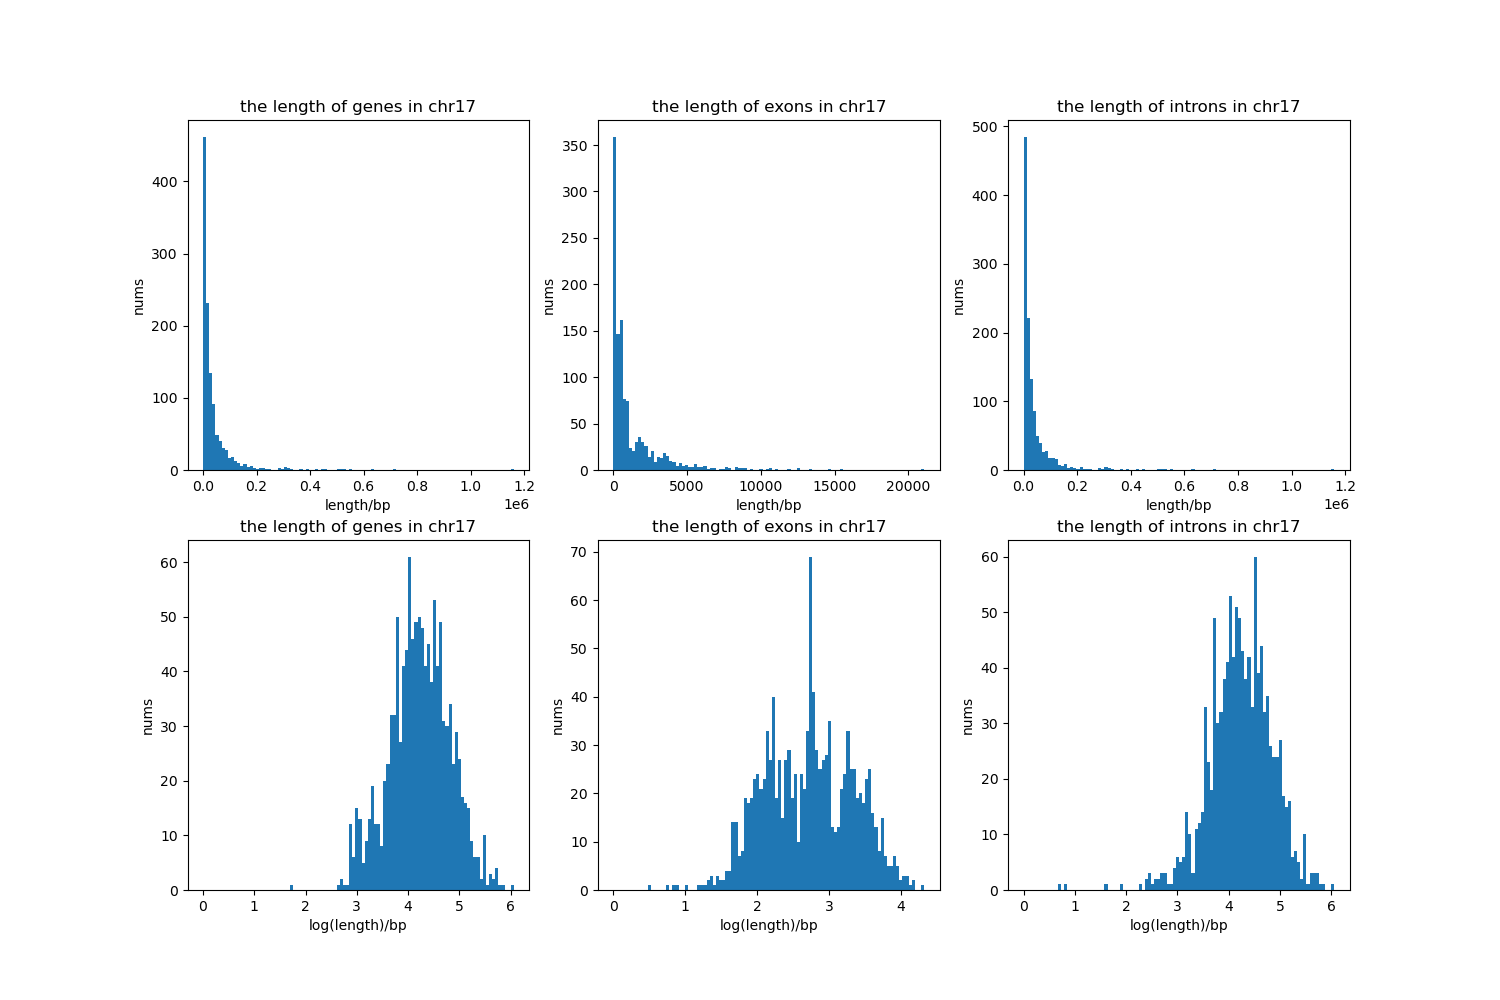 the length of genes in chr17
nums
400
300
200
100
0
0.0 0.2 0.4 0.6 0.8 1.0 1.2
1e6
length/bp
the length of exons in chr17
nums
350
300
250
200
150
100
50
0
0 5000 10000 15000 20000
length/bp
the length of introns in chr17
nums
500
400
300
200
100
0
0.0 0.2 0.4 0.6 0.8 1.0 1.2
1e6
length/bp
the length of genes in chr17
nums
60
50
40
30
20
10
0
0 1 2 3 4 5 6
log(length)/bp
the length of exons in chr17
nums
70
60
50
40
30
20
10
0
0 1 2 3 4
log(length)/bp
the length of introns in chr17
nums
60
50
40
30
20
10
0
0 1 2 3 4 5 6
log(length)/bp